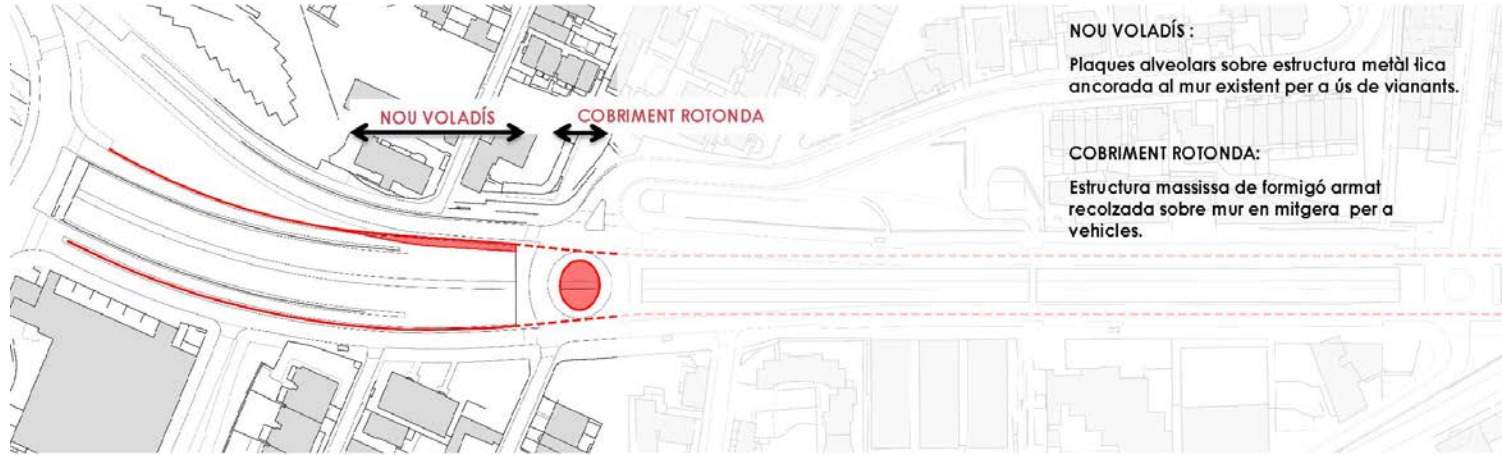 NOU VOLADÍS
COBRIMENT ROTONDA
NOU VOLADÍS :
Plaques alveolars sobre estructura metàl·lica
ancorada al mur existent per a ús de vianants.
COBRIMENT ROTONDA:
Estructura massissa de formigó armat
recolzada sobre mur en mitgera per a
vehicles.